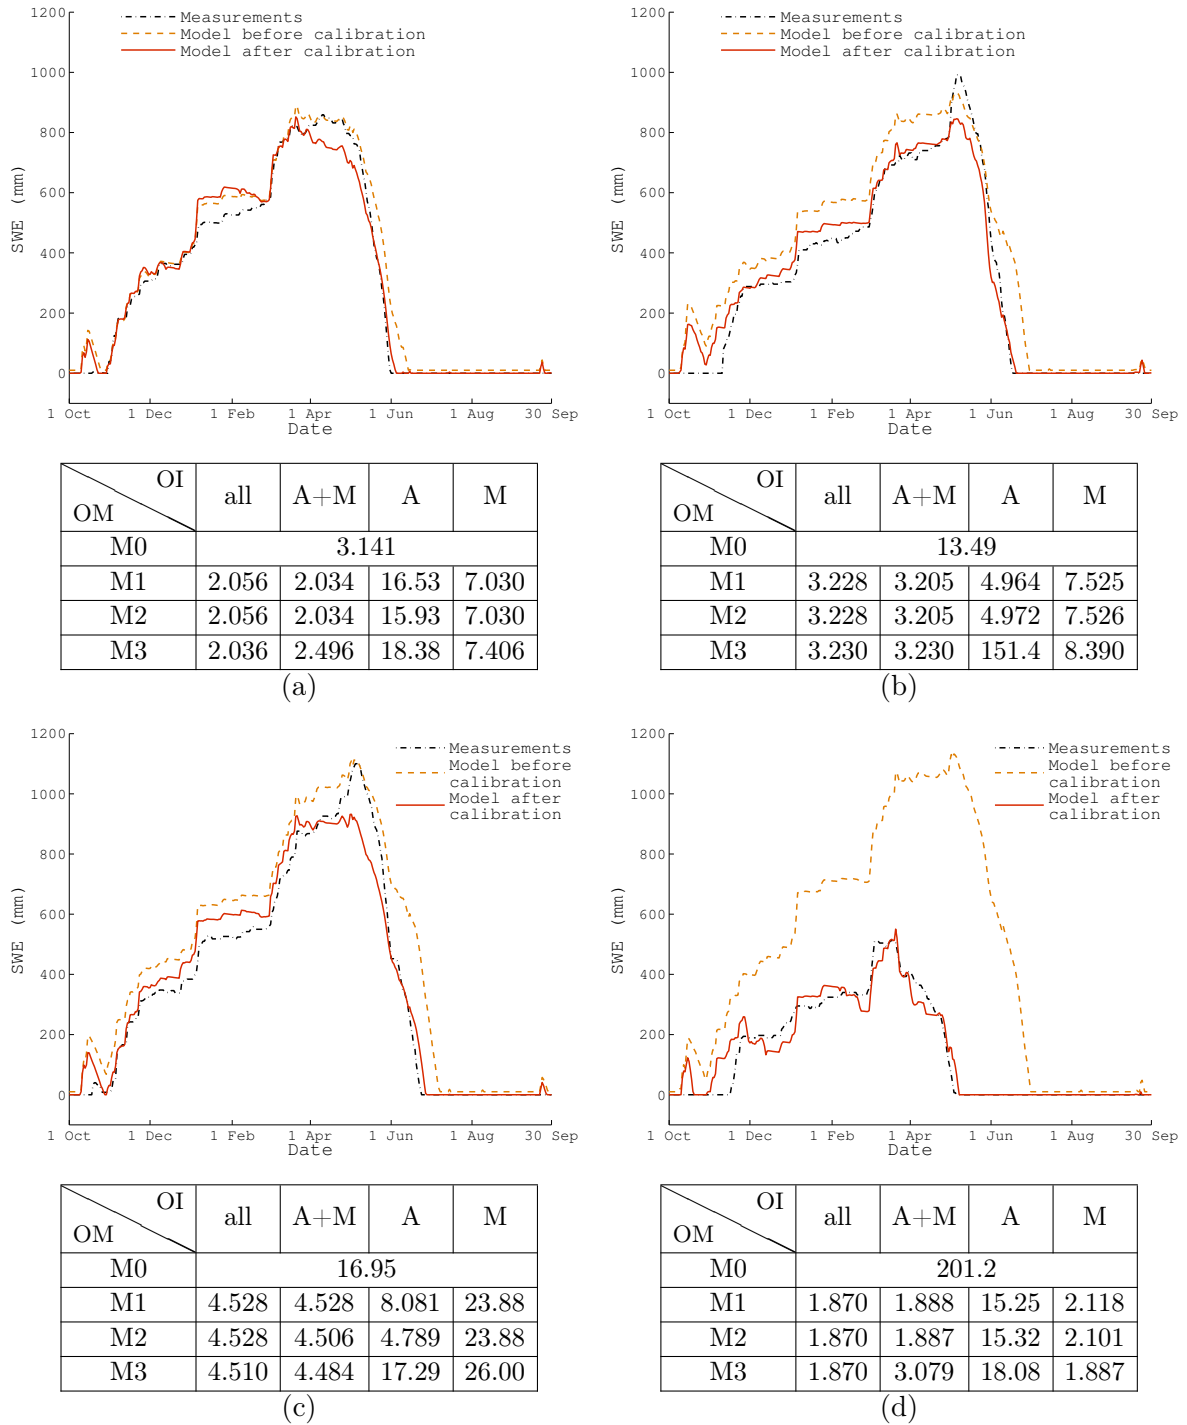 Measurements
Model before calibration
Model after calibration
1200
1000
800
600
400
200
0
SWE (mm)
1 Oct 1 Dec 1 Feb 1 Apr 1 Jun 1 Aug 30 Sep
Date
OI
OM
all A+M A M
M0 3.141
M1 2.056 2.034 16.53 7.030
M2 2.056 2.034 15.93 7.030
M3 2.036 2.496 18.38 7.406
(a)
Measurements
Model before calibration
Model after calibration
1200
1000
800
600
400
200
0
SWE (mm)
1 Oct 1 Dec 1 Feb 1 Apr 1 Jun 1 Aug 30 Sep
Date
OI
OM
all A+M A M
M0 13.49
M1 3.228 3.205 4.964 7.525
M2 3.228 3.205 4.972 7.526
M3 3.230 3.230 151.4 8.390
(b)
Measurements
Model before
calibration
Model after
calibration
1200
1000
800
600
400
200
0
SWE (mm)
1 Oct 1 Dec 1 Feb 1 Apr 1 Jun 1 Aug 30 Sep
Date
OI
OM
all A+M A M
M0 16.95
M1 4.528 4.528 8.081 23.88
M2 4.528 4.506 4.789 23.88
M3 4.510 4.484 17.29 26.00
(c)
Measurements
Model before
calibration
Model after
calibration
1200
1000
800
600
400
200
0
SWE (mm)
1 Oct 1 Dec 1 Feb 1 Apr 1 Jun 1 Aug 30 Sep
Date
OI
OM
all A+M A M
M0 201.2
M1 1.870 1.888 15.25 2.118
M2 1.870 1.887 15.32 2.101
M3 1.870 3.079 18.08 1.887
(d)